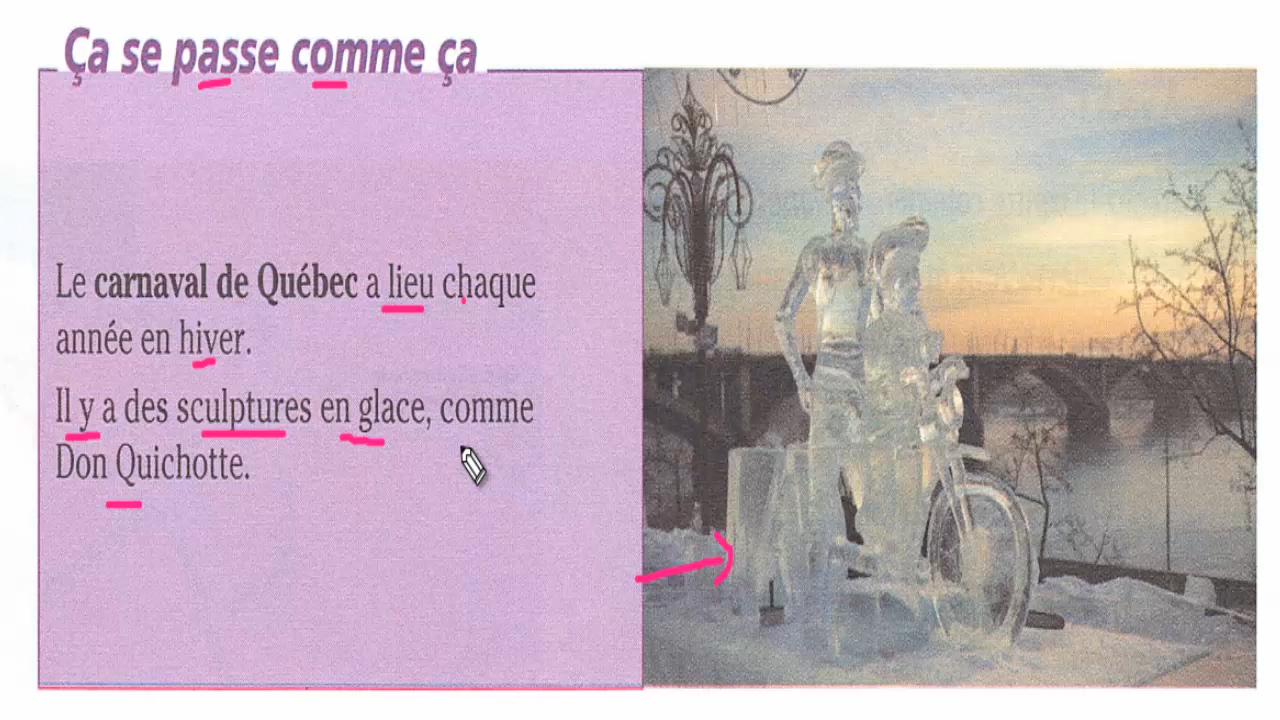 Ça se passe comme ça
Le carnaval de Québec a lieu chaque
année en hiver.
Il y a des sculptures en glace, comme
Don Quichotte.